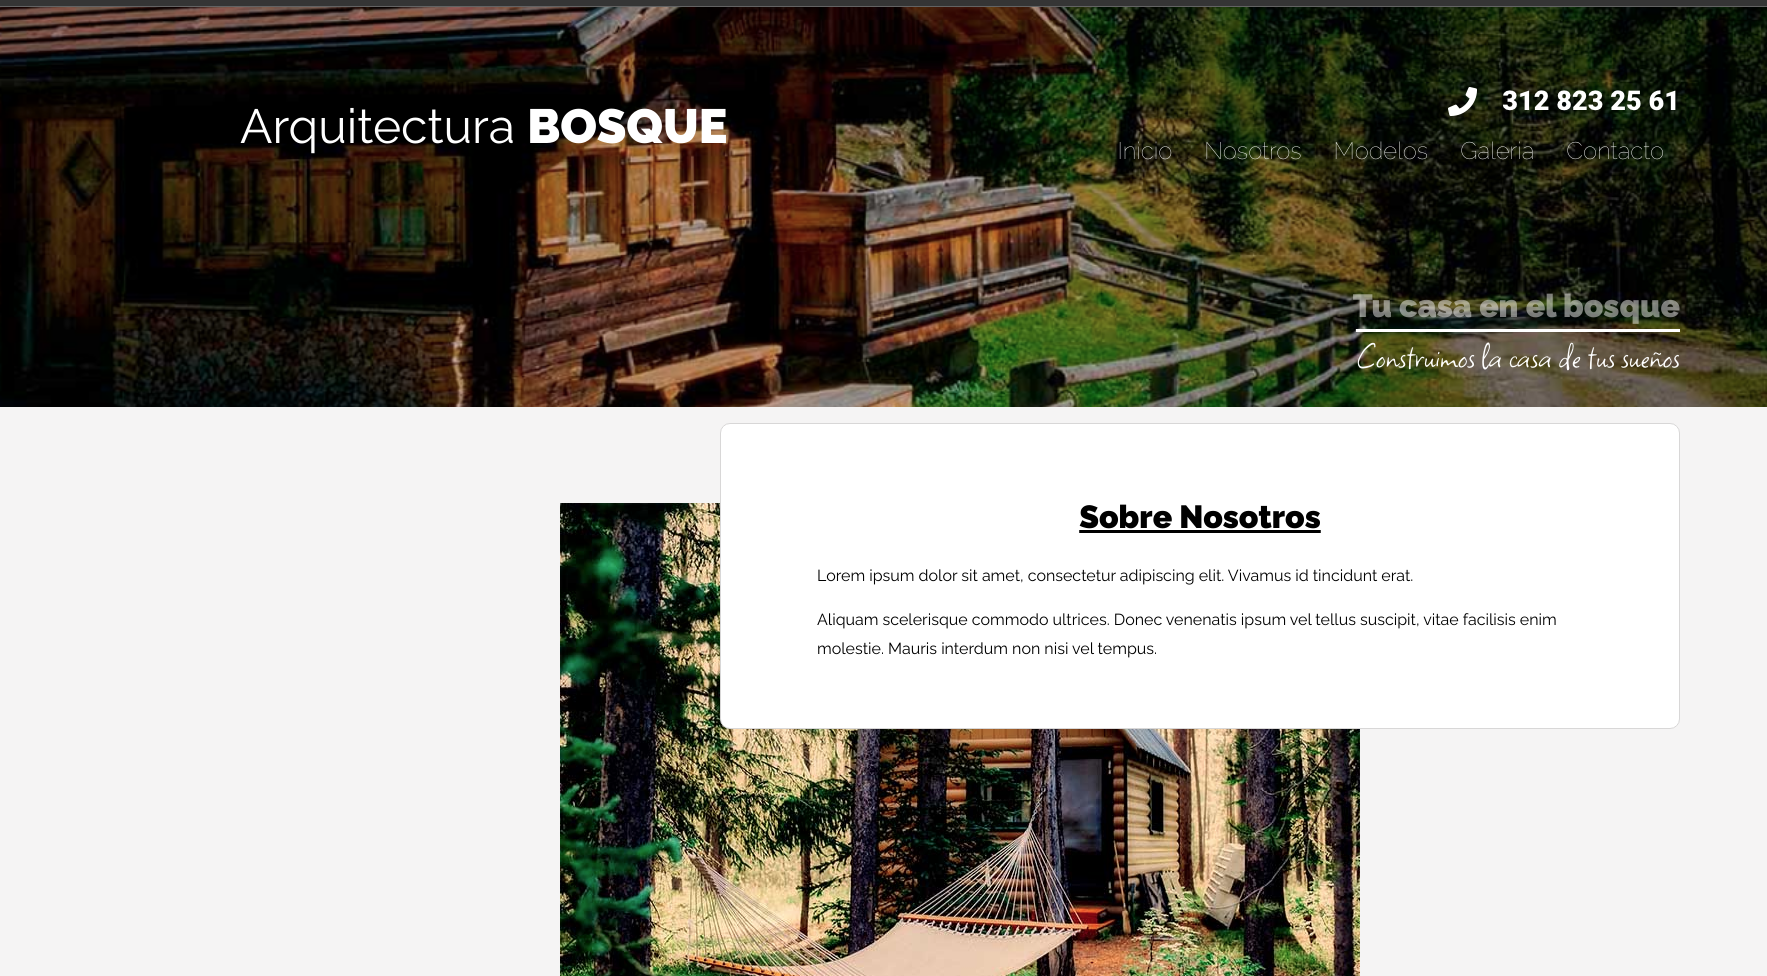 Arquitectura BOSQUE
312 823 25 61
Inicio Nosotros Modelos Galeria Contacto
Tu casa en el bosque
Construimos la casa de tus sueños
Sobre Nosotros
Lorem ipsum dolor sit amet, consectetur adipiscing elit. Vivamus id tincidunt erat.
Aliquam scelerisque commodo ultrices. Donec venenatis ipsum vel tellus suscipit, vitae facilisis enim
molestie. Mauris interdum non nisi vel tempus.